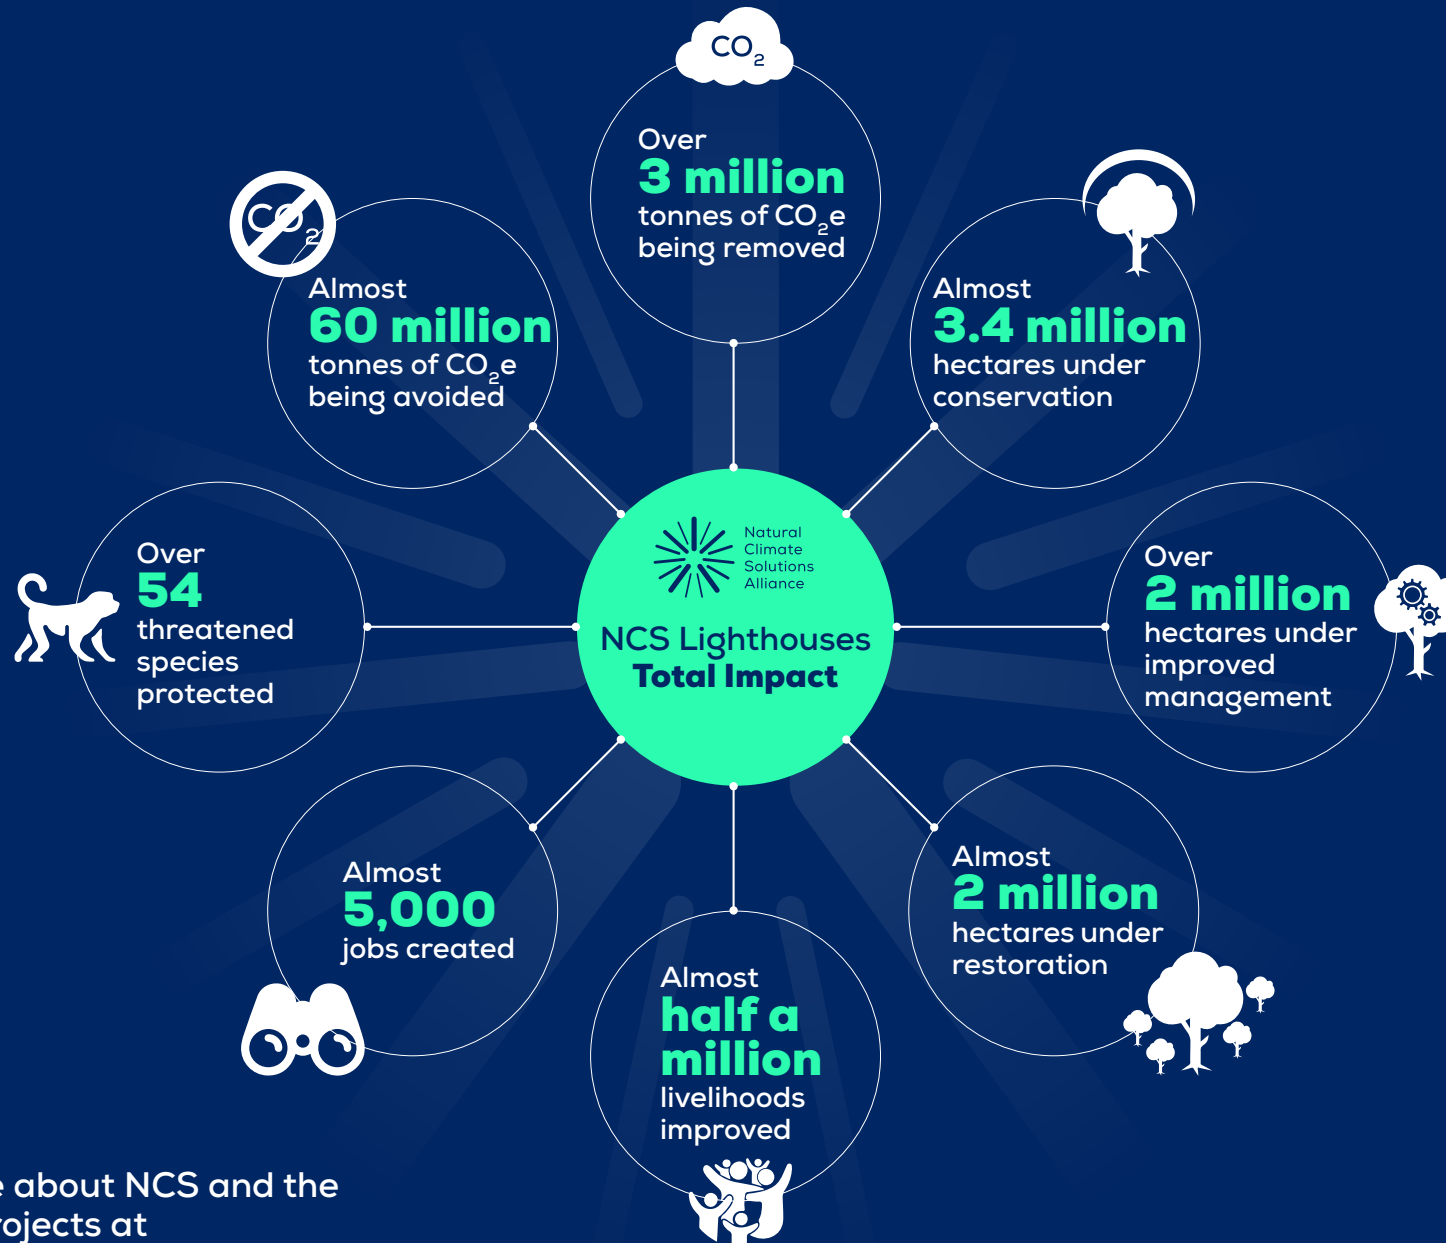 CO2
Over
3 million
tonnes of CO2e
being removed
CO2
Almost
60 million
tonnes of CO2e
being avoided
Almost
3.4 million
hectares under
conservation
Over
54
threatened
species
protected
Natural
Climate
Solutions
Alliance
NCS Lighthouses
Total Impact
Over
2 million
hectares under
improved
management
Almost
5,000
jobs created
Almost
half a
million
livelihoods
improved
Almost
2 million
hectares under
restoration
about NCS and the
at